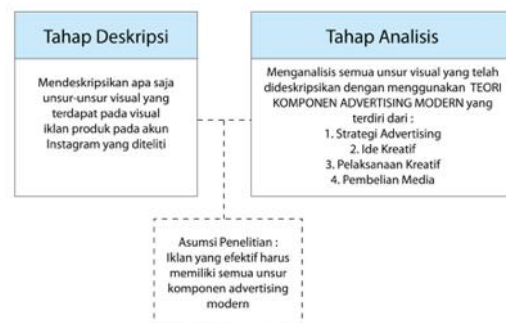 Tahap Deskripsi
Mendeskripsikan apa saja
unsur-unsur visual yang
terdapat pada visual
iklan produk pada akun
Instagram yang diteliti
Tahap Analisis
Menganalisis semua unsur visual yang telah
dideskripsikan dengan menggunakan TEORI
KOMPONEN ADVERTISING MODERN yang
terdiri dari :
1. Strategi Advertising
2. Ide Kreatif
3. Pelaksanaan Kreatif
4. Pembelian Media
Asumsi Penelitian :
Iklan yang efektif harus
memiliki semua unsur
komponen advertising
modern